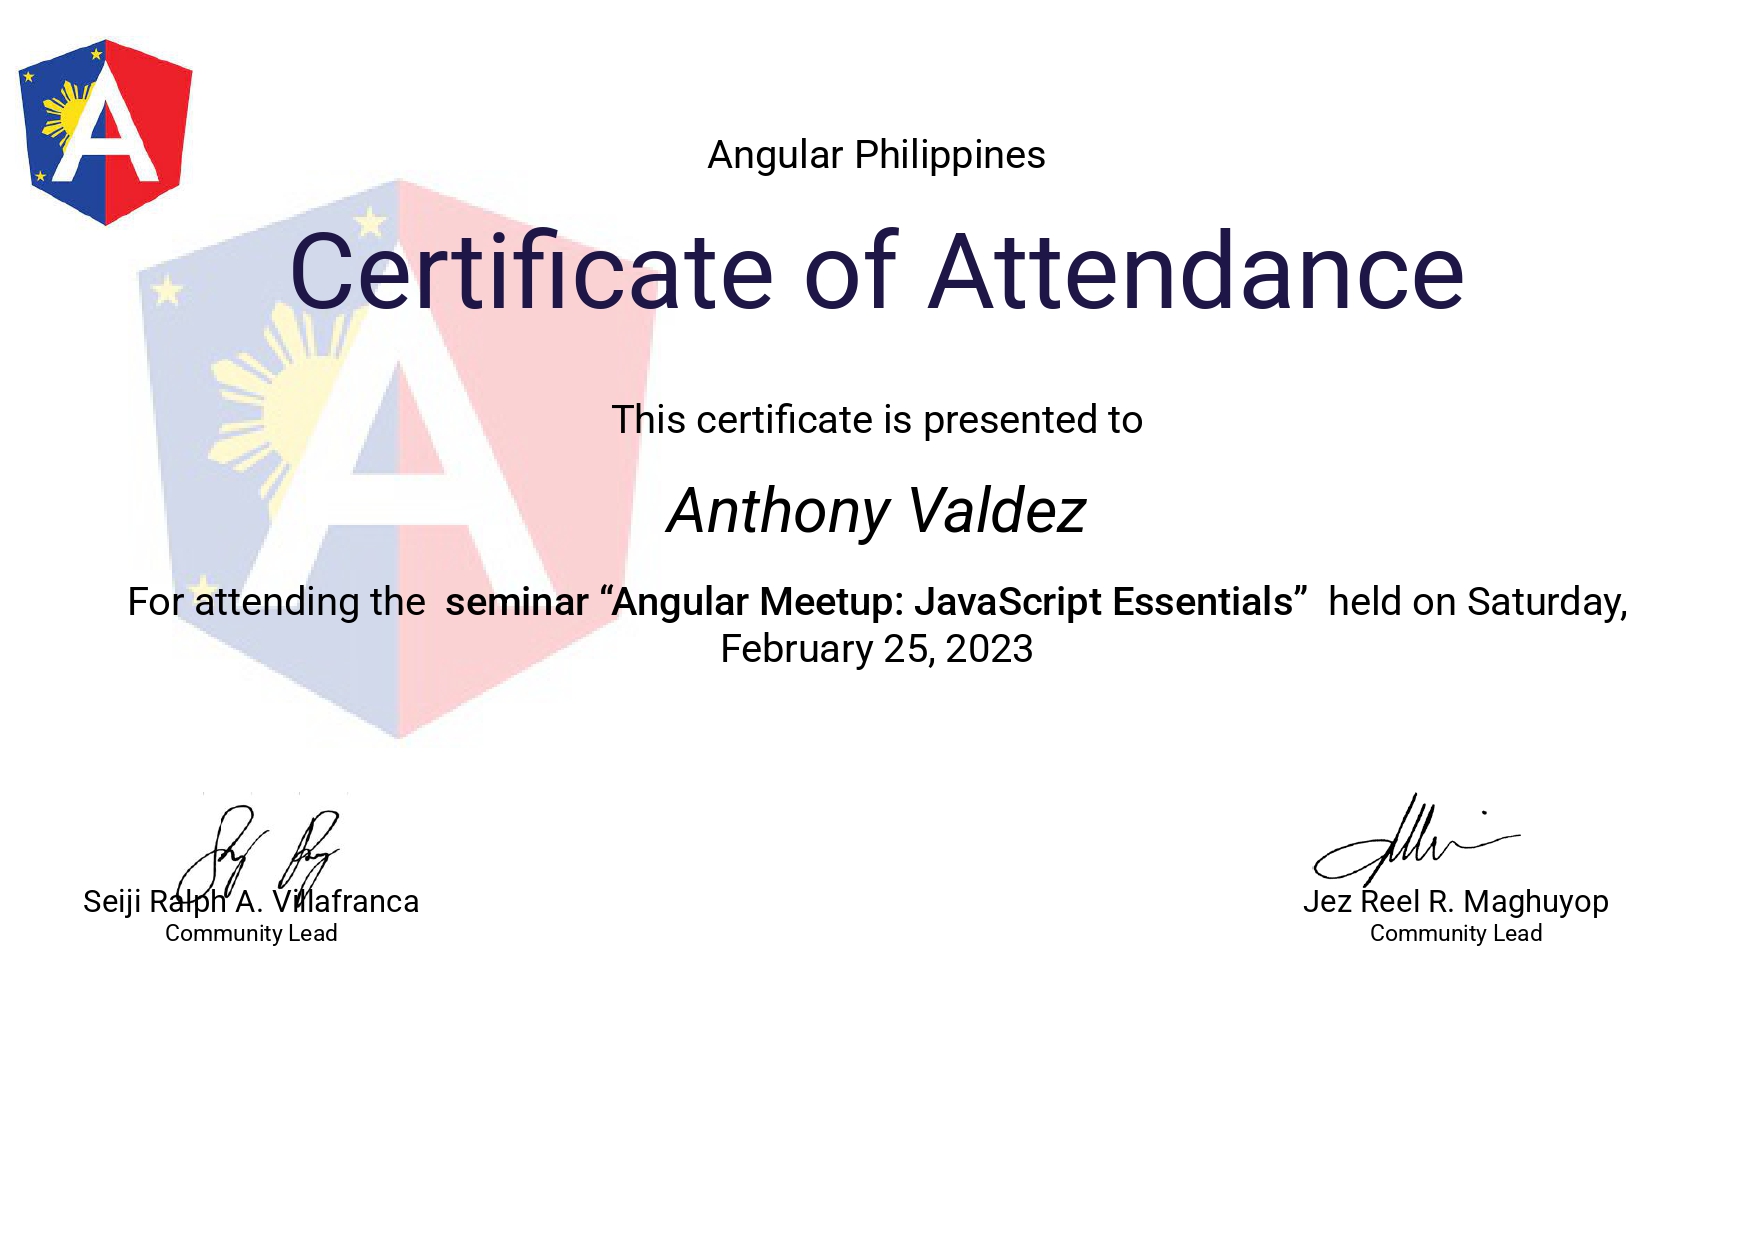 A
Angular Philippines
Certificate of Attendance
This certificate is presented to
Anthony Valdez
For attending the seminar “Angular Meetup: JavaScript Essentials” held on Saturday,
February 25, 2023
Seiji Ralph A. Villafranca
Community Lead
Jez Reel R. Maghuyop
Community Lead